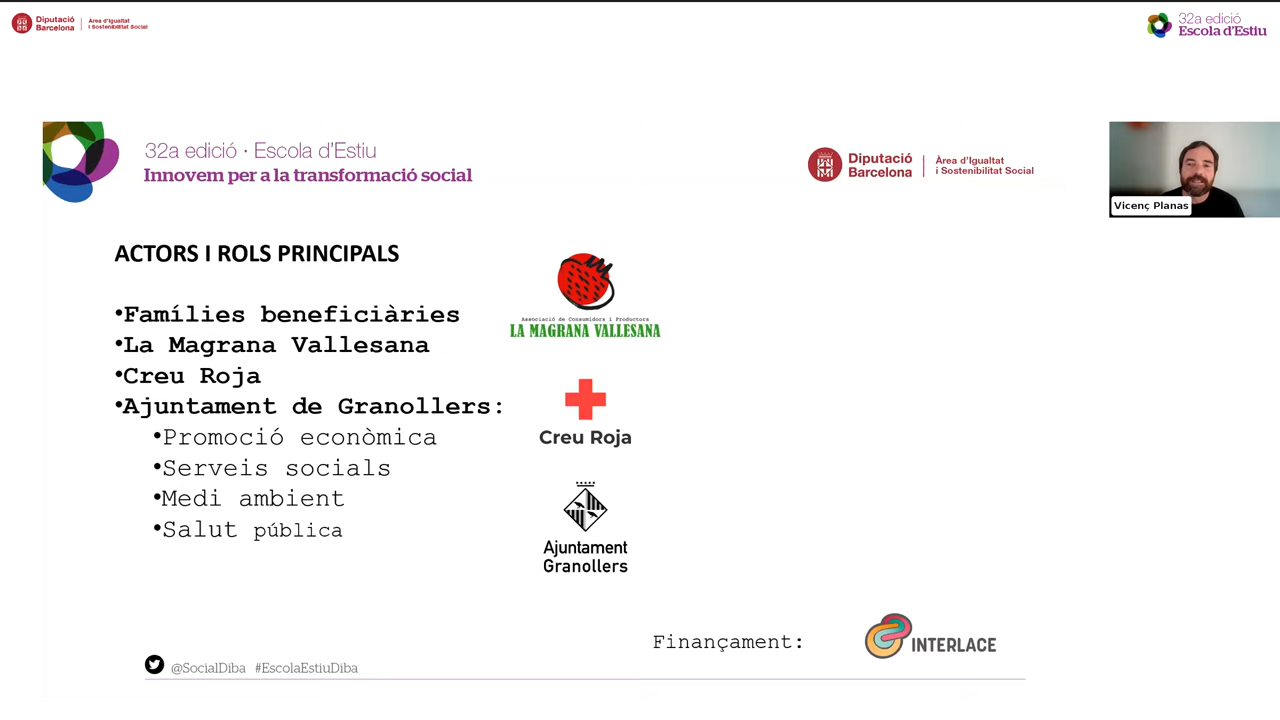 Diputació
Barcelona
Àrea d'Igualtat
i Sostenibilitat Social
32a edició
Escola d'Estiu
32a edició · Escola d'Estiu
Innovem per a la transformació social
Diputació
Barcelona
Àrea d'Igualtat
i Sostenibilitat Social
Vicenç Planas
ACTORS I ROLS PRINCIPALS
•Famílies beneficiàries
•La Magrana Vallesana
•Creu Roja
•Ajuntament de Granollers:
•Promoció econòmica
•Serveis socials
•Medi ambient
•Salut pública
Associació de Consumidors i Productors
LA MAGRANA VALLESANA
Creu Roja
Ajuntament
Granollers
Finançament:
INTERLACE
@SocialDiba #EscolaEstiuDiba